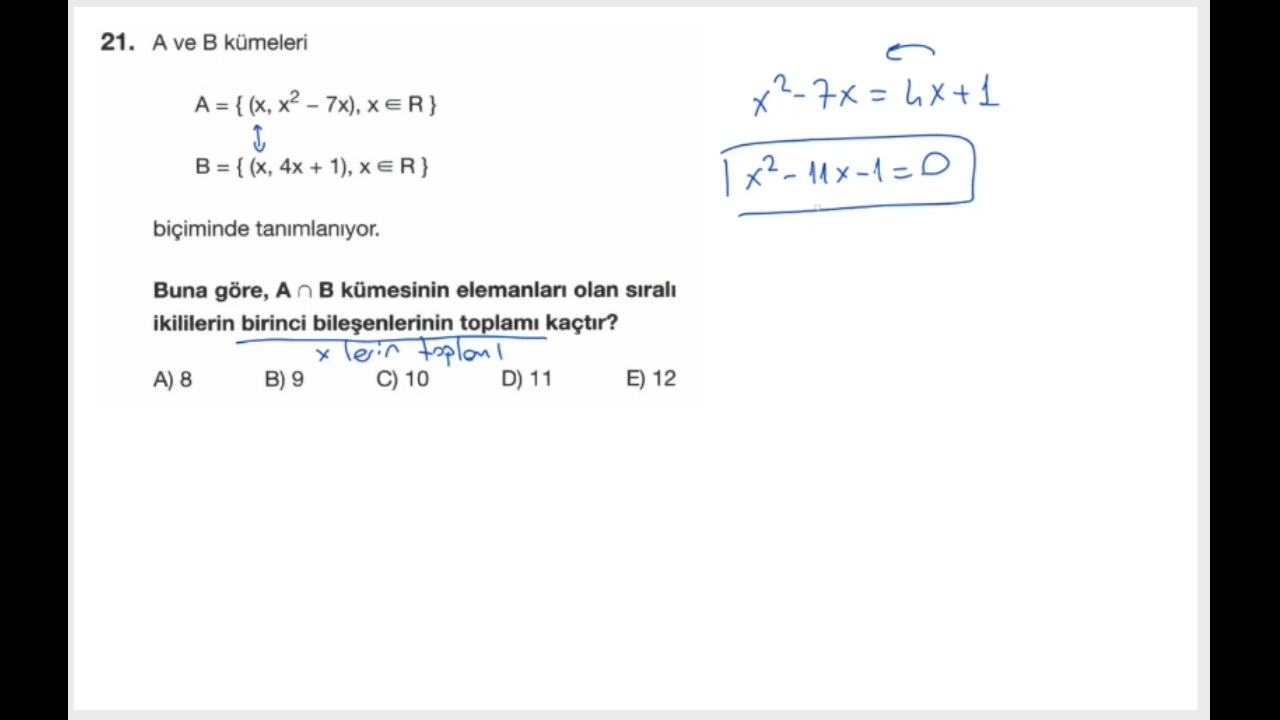 21. A ve B kümeleri
A = { (x, x² – 7x), x ∈ R }
B = { (x, 4x + 1), x ∈ R }
biçiminde tanımlanıyor.
Buna göre, A ∩ B kümesinin elemanları olan sıralı
ikililerin birinci bileşenlerinin toplamı kaçtır?
x lerin toplamı
A) 8 B) 9 C) 10 D) 11 E) 12
x² - 7x = 4x + 1
x² - 11x - 1 = 0